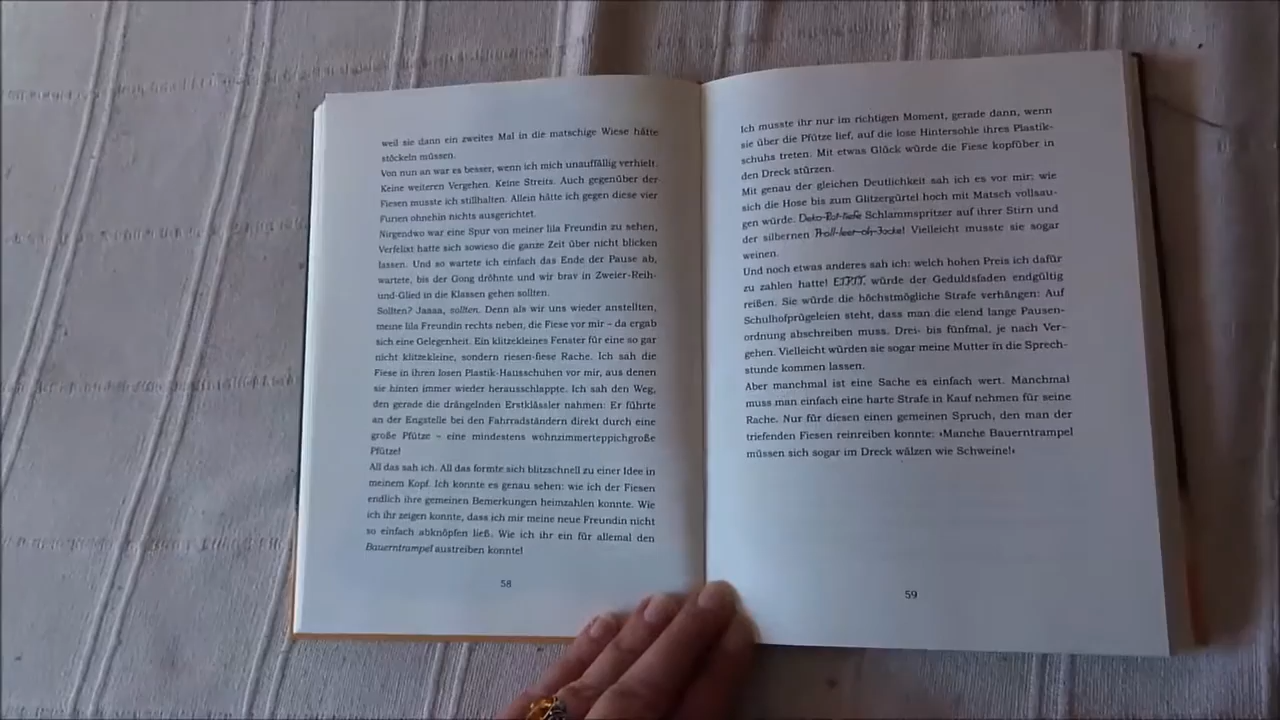 weil sie dann ein zweites Mal in die matschige Wiese hätte
stöckeln müssen.
Von nun an war es besser, wenn ich mich unauffällig verhielt.
Keine weiteren Vergehen. Keine Streits. Auch gegenüber der
Fiesen musste ich stillhalten. Allein hätte ich gegen diese vier
Furien ohnehin nichts ausgerichtet.
Nirgendwo war eine Spur von meiner lila Freundin zu sehen,
Verfelixt hatte sich sowieso die ganze Zeit über nicht blicken
lassen. Und so wartete ich einfach das Ende der Pause ab,
wartete, bis der Gong dröhnte und wir brav in Zweier-Reih-
und-Glied in die Klassen gehen sollten.
Sollten? Jaaaa, sollten. Denn als wir uns wieder anstellten,
meine lila Freundin rechts neben, die Fiese vor mir – da ergab
sich eine Gelegenheit. Ein klitzekleines Fenster für eine so gar
nicht klitzekleine, sondern riesen-fiese Rache. Ich sah die
Fiese in ihren losen Plastik-Hausschuhen vor mir, aus denen
sie hinten immer wieder herausschlappte. Ich sah den Weg,
den gerade die drängelnden Erstklässler nahmen: Er führte
an der Engstelle bei den Fahrradständern direkt durch eine
große Pfütze – eine mindestens wohnzimmerteppichgroße
Pfütze!
All das sah ich. All das formte sich blitzschnell zu einer Idee in
meinem Kopf. Ich konnte es genau sehen: wie ich der Fiesen
endlich ihre gemeinen Bemerkungen heimzahlen konnte. Wie
ich ihr zeigen konnte, dass ich mir meine neue Freundin nicht
so einfach abknöpfen ließ. Wie ich ihr ein für allemal den
Bauerntrampel austreiben konnte!
58
Ich musste ihr nur im richtigen Moment, gerade dann, wenn
sie über die Pfütze lief, auf die lose Hintersohle ihres Plastik-
schuhs treten. Mit etwas Glück würde die Fiese kopfüber in
den Dreck stürzen.
Mit genau der gleichen Deutlichkeit sah ich es vor mir: wie
sich die Hose bis zum Glitzergürtel hoch mit Matsch vollsau-
gen würde. Schlammspritzer auf ihrer Stirn und
der silbernen Vielleicht musste sie sogar
weinen.
Und noch etwas anderes sah ich: welch hohen Preis ich dafür
zu zahlen hatte! würde der Geduldsfaden endgültig
reißen. Sie würde die höchstmögliche Strafe verhängen: Auf
Schulhofprügeleien steht, dass man die elend lange Pausen-
ordnung abschreiben muss. Drei- bis fünfmal, je nach Ver-
gehen. Vielleicht würden sie sogar meine Mutter in die Sprech-
stunde kommen lassen.
Aber manchmal ist eine Sache es einfach wert. Manchmal
muss man einfach eine harte Strafe in Kauf nehmen für seine
Rache. Nur für diesen einen gemeinen Spruch, den man der
triefenden Fiesen reinreiben konnte: ›Manche Bauerntrampel
müssen sich sogar im Dreck wälzen wie Schweine!‹
59